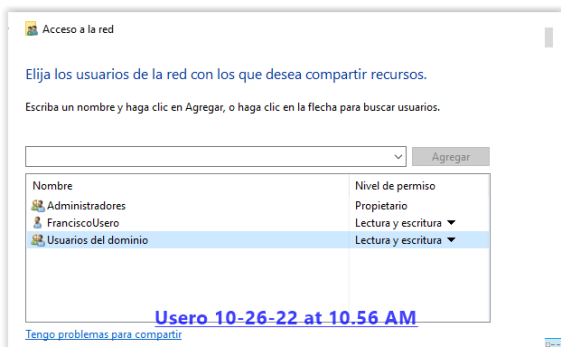 Acceso a la red
Elija los usuarios de la red con los que desea compartir recursos.
Escriba un nombre y haga clic en Agregar, o haga clic en la flecha para buscar usuarios.
Agregar
Nombre Nivel de permiso
Administradores Propietario
FranciscoUsero Lectura y escritura
Usuarios del dominio Lectura y escritura
Usero 10-26-22 at 10.56 AM
Tengo problemas para compartir